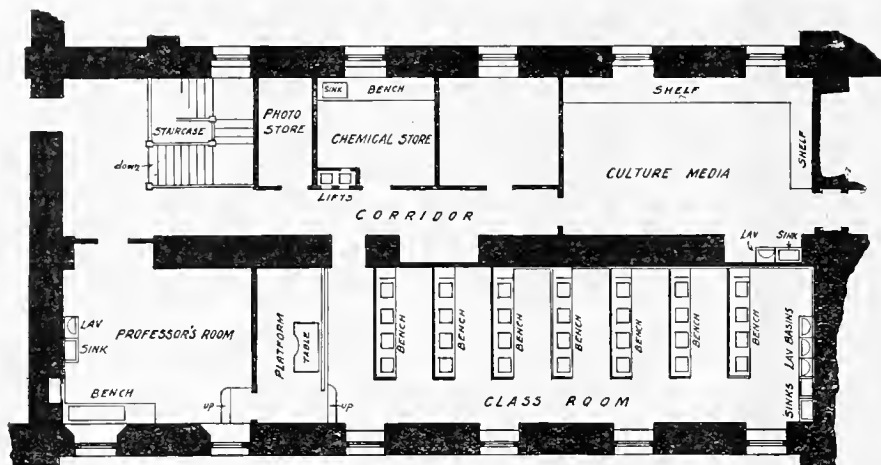 SINK
BENCH
SHELF
PHOTO
STORE
STAIRCASE
CHEMICAL STORE
SHELF
down
CULTURE MEDIA
LIFTS
CORRIDOR
LAV
SINK
LAV
SINK
PROFESSOR'S ROOM
BENCH
UP
PLATFORM
TABLE
UP
BENCH
BENCH
BENCH
BENCH
BENCH
BENCH
BENCH
CLASS ROOM
LAV BASINS
SINKS